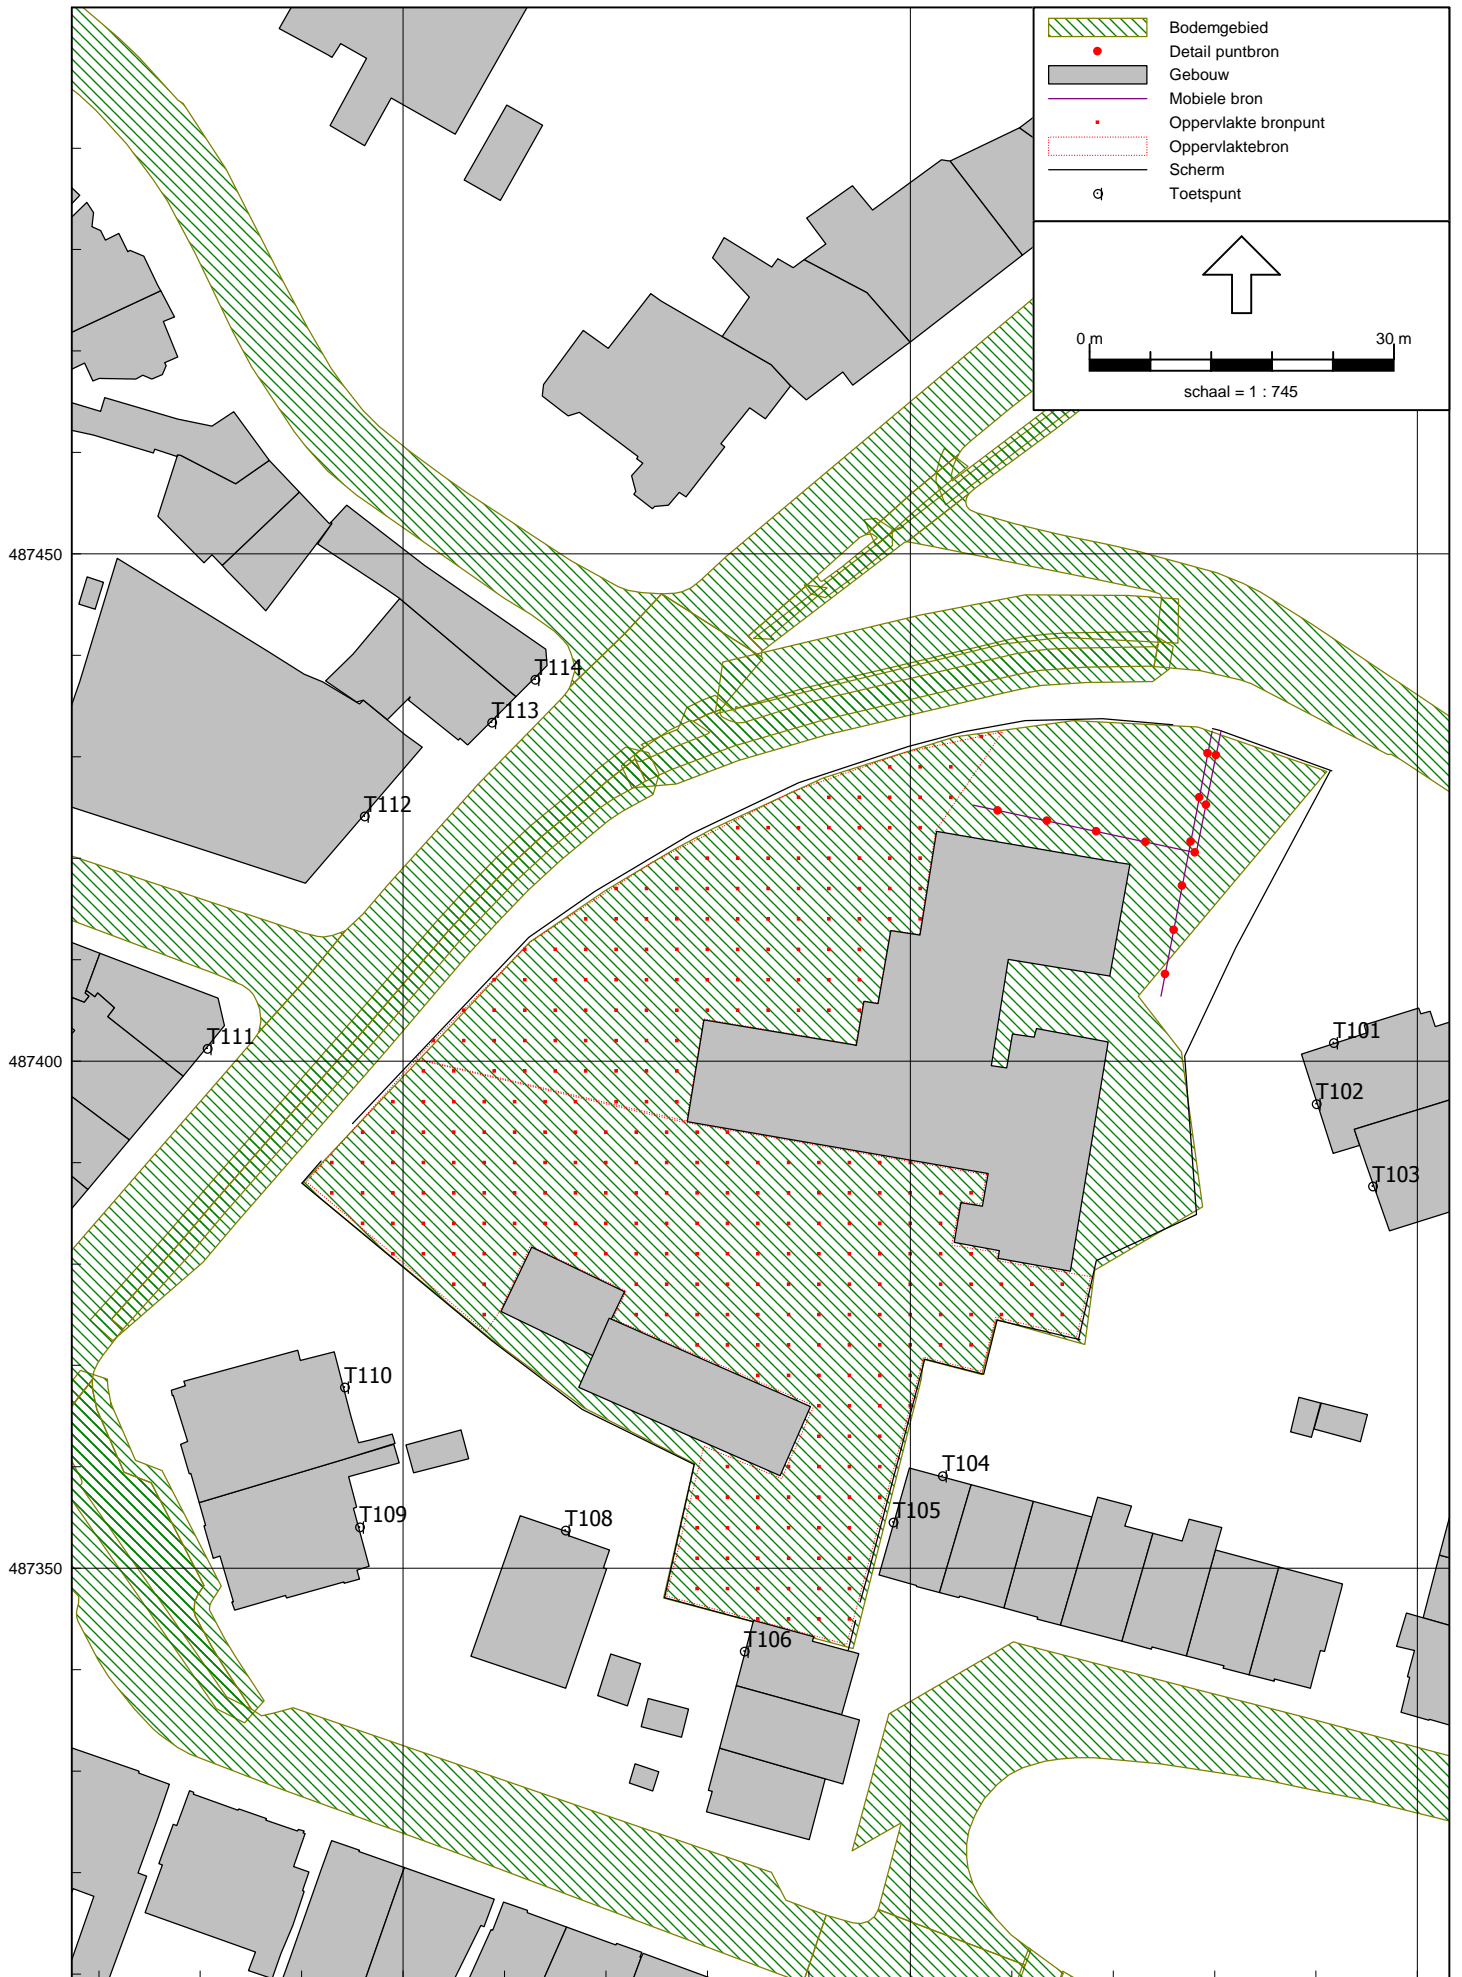 Bodemgebied
Detail puntbron
Gebouw
Mobiele bron
Oppervlakte bronpunt
Oppervlaktebron
Scherm
Toetspunt
0 m 30 m
schaal = 1 : 745
487450
T114
T113
T112
T111
487400
T101
T102
T103
T110
T104
T105
T109
T108
487350
T106